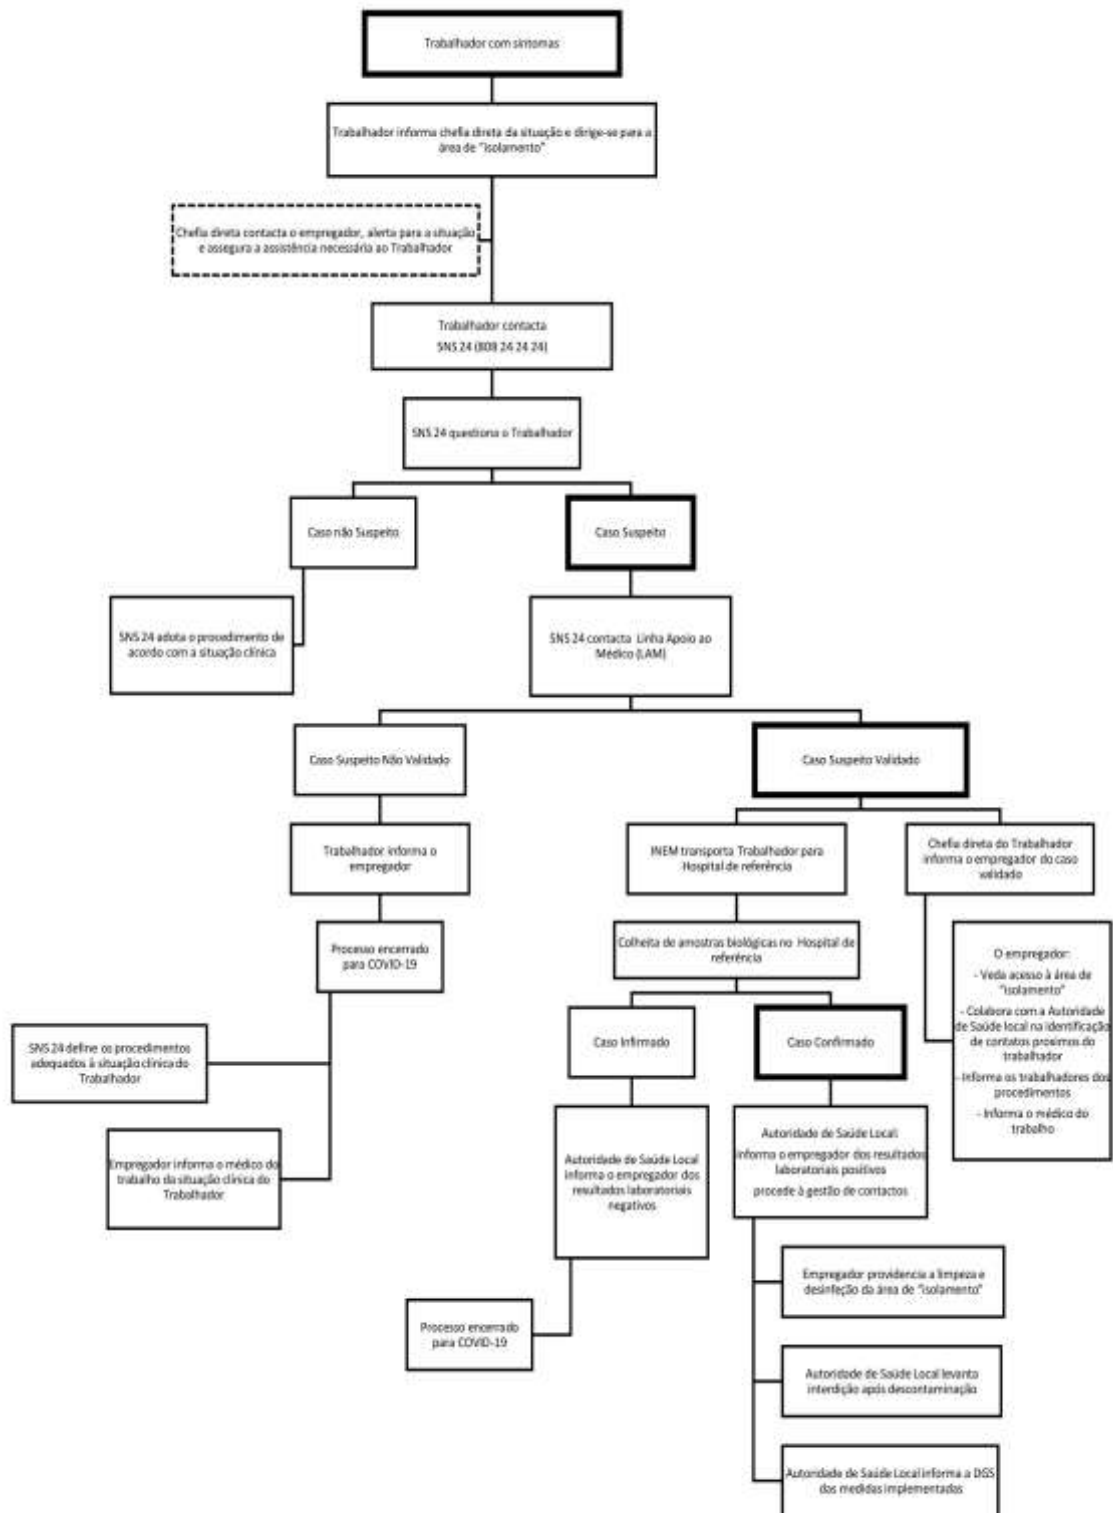 Trabalhador com sintomas
Trabalhador informa chefia direta da situação e dirige-se para a
área de "isolamento"
Chefia direta contacta o empregador, alerta para a situação
e assegura a assistência necessária ao Trabalhador
Trabalhador contacta
SNS 24 (808 24 24 24)
SNS 24 questiona o Trabalhador
Caso não Suspeito
Caso Suspeito
SNS 24 adota o procedimento de
acordo com a situação clínica
SNS 24 contacta Linha Apoio ao
Médico (LAM)
Caso Suspeito Não Validado
Caso Suspeito Validado
Trabalhador informa o
empregador
INEM transporta Trabalhador para
Hospital de referência
Chefia direta do Trabalhador
informa o empregador do caso
validado
Processo encerrado
para COVID-19
Colheita de amostras biológicas no Hospital de
referência
O empregador:
- Veda acesso à área de
"isolamento"
- Colabora com a Autoridade
de Saúde local na identificação
de contatos proximos do
trabalhador
- Informa os trabalhadores dos
procedimentos
- Informa o médico do
trabalho
SNS 24 define os procedimentos
adequados à situação clínica do
Trabalhador
Caso Infirmado
Caso Confirmado
Empregador informa o médico do
trabalho da situação clínica do
Trabalhador
Autoridade de Saúde Local
informa o empregador dos
resultados laboratoriais
negativos
Autoridade de Saúde Local:
informa o empregador dos resultados
laboratoriais positivos
procede à gestão de contactos
Processo encerrado
para COVID-19
Empregador providencia a limpeza e
desinfeção da área de "isolamento"
Autoridade de Saúde Local levanta
interdição após descontaminação
Autoridade de Saúde Local informa a DGS
das medidas implementadas